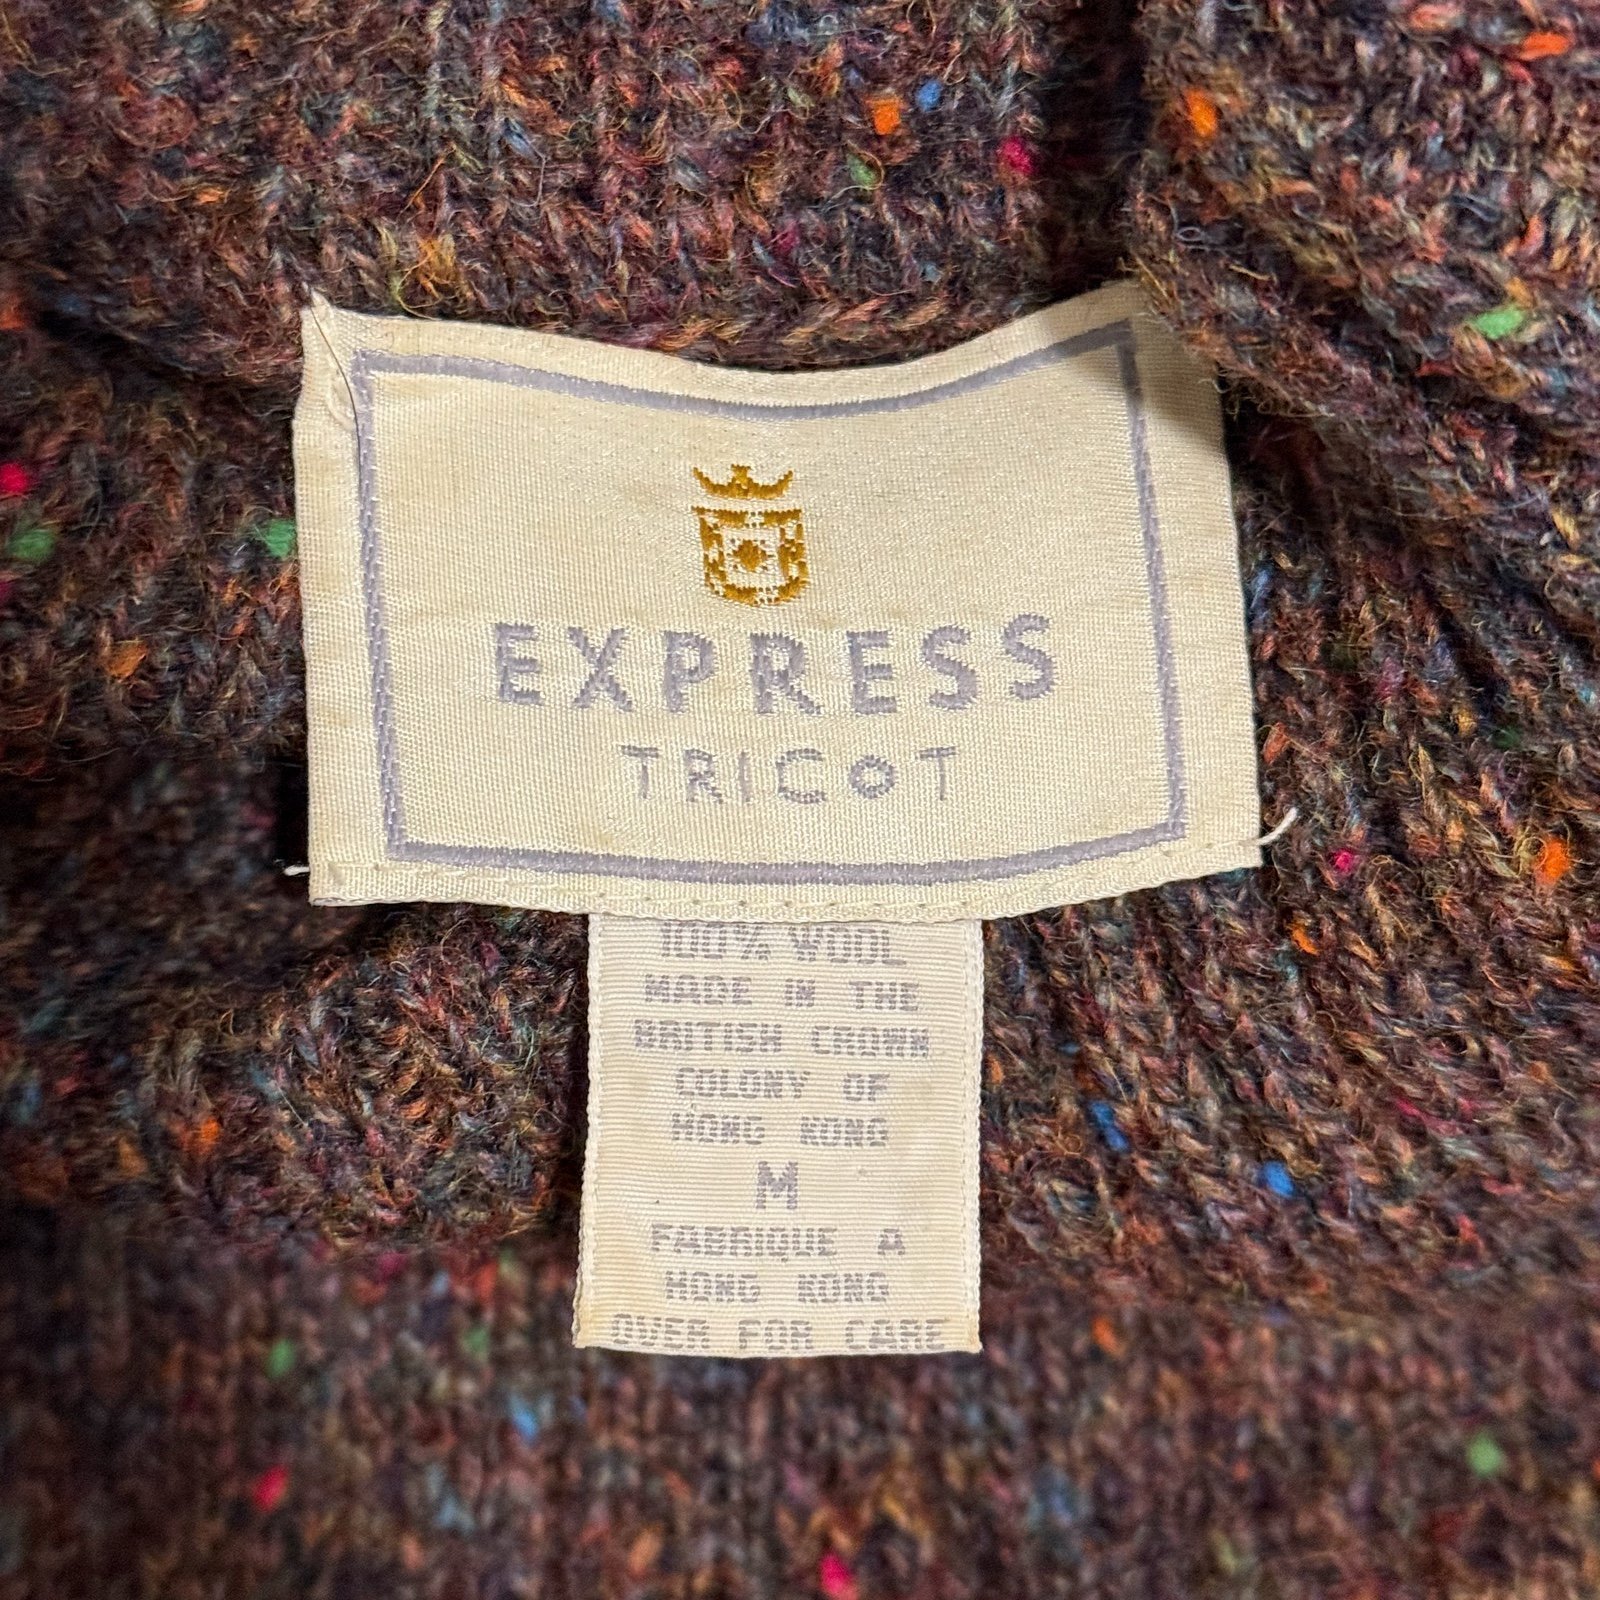 EXPRESS
TRICOT
100% WOOL
MADE IN THE
BRITISH CROWN
COLONY OF
HONG KONG
M
FABRIQUE A
HONG KONG
OVER FOR CARE